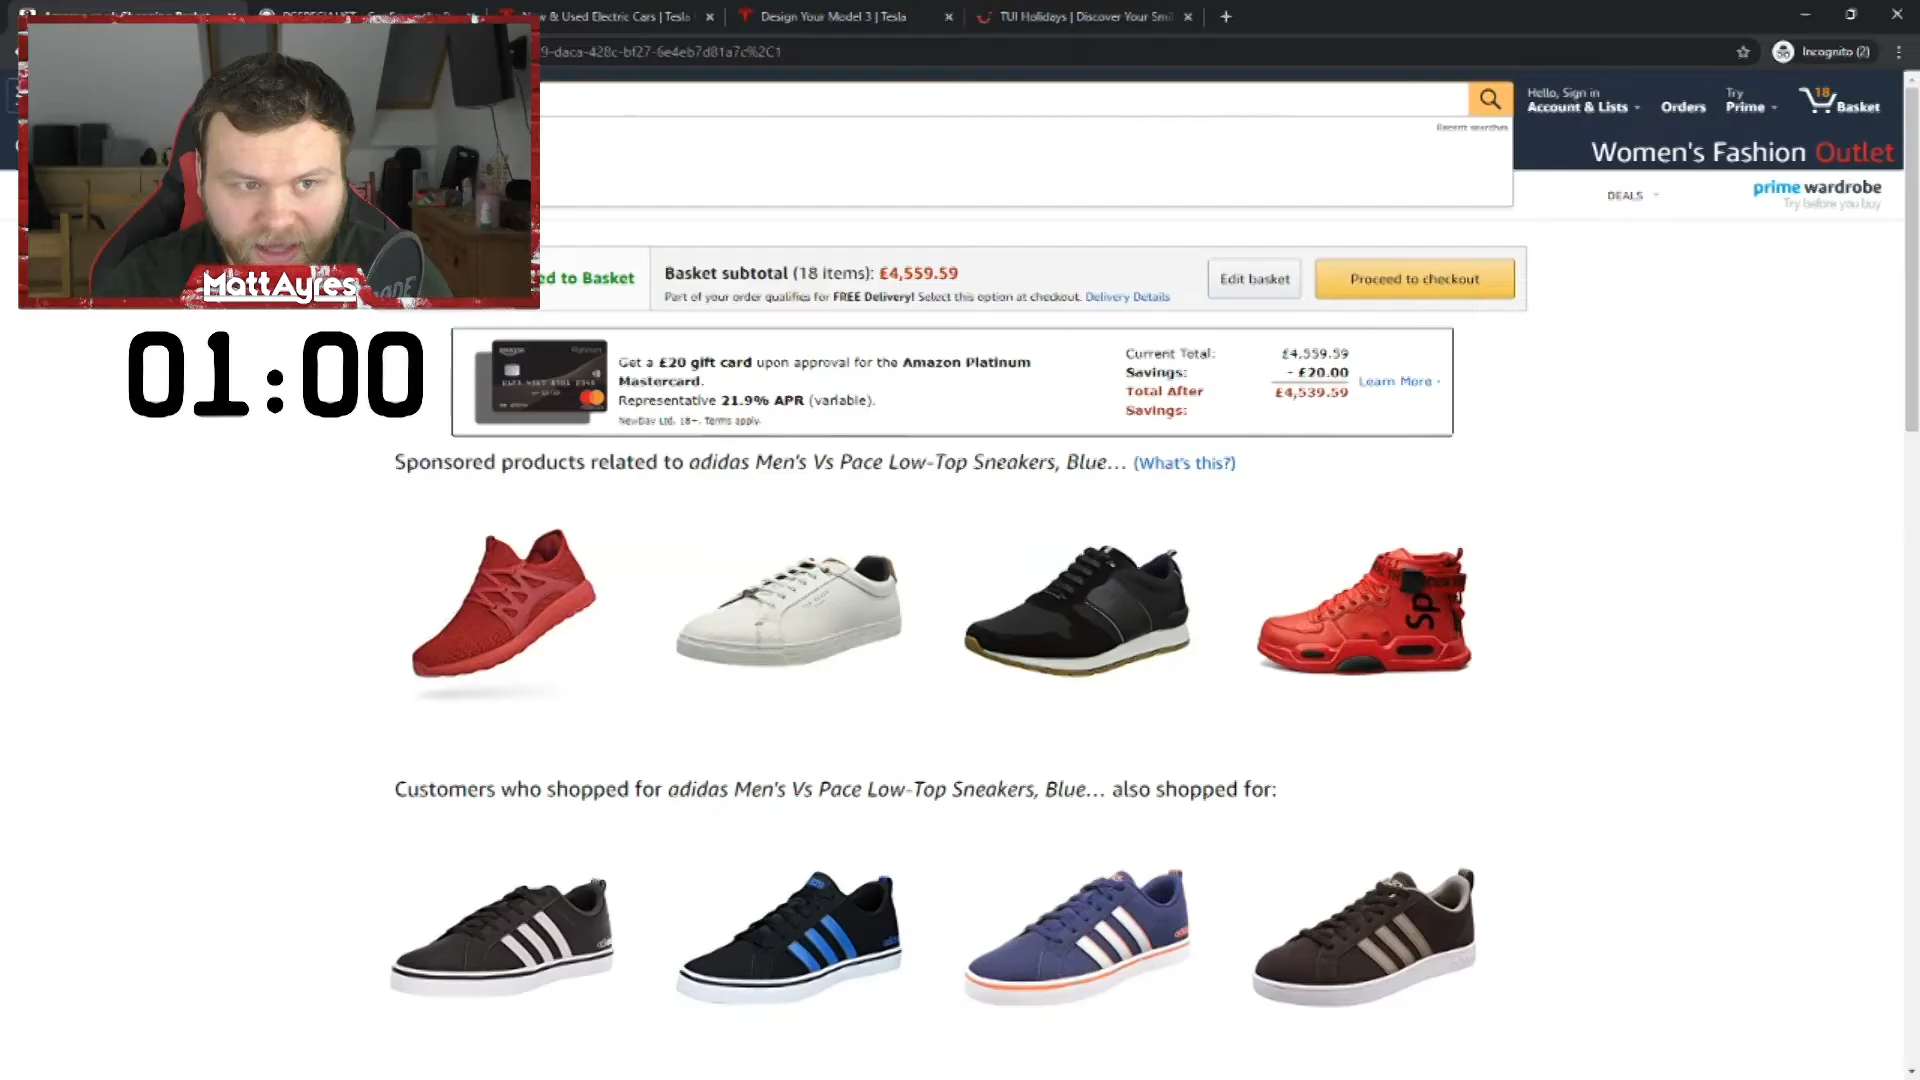 New & Used Electric Cars | Tesla
Design Your Model 3 | Tesla
TUI Holidays | Discover Your Smi
9-daca-428c-bf27-6e4eb7d81a7c%2C1
Incognito (2)
Hello, Sign in
Account & Lists
Orders
Try
Prime
18
Basket
Recent searches
Women's Fashion Outlet
DEALS
prime wardrobe
Try before you buy
MattAyres
ed to Basket
Basket subtotal (18 items): £4,559.59
Part of your order qualifies for FREE Delivery! Select this option at checkout. Delivery Details
Edit basket
Proceed to checkout
01:00
Get a £20 gift card upon approval for the Amazon Platinum
Mastercard.
Representative 21.9% APR (variable).
NewDay Ltd. 18+. Terms apply.
Current Total: £4,559.59
Savings: - £20.00
Total After £4,539.59
Savings:
Learn More
Sponsored products related to adidas Men's Vs Pace Low-Top Sneakers, Blue... (What's this?)
Sp
Customers who shopped for adidas Men's Vs Pace Low-Top Sneakers, Blue... also shopped for: